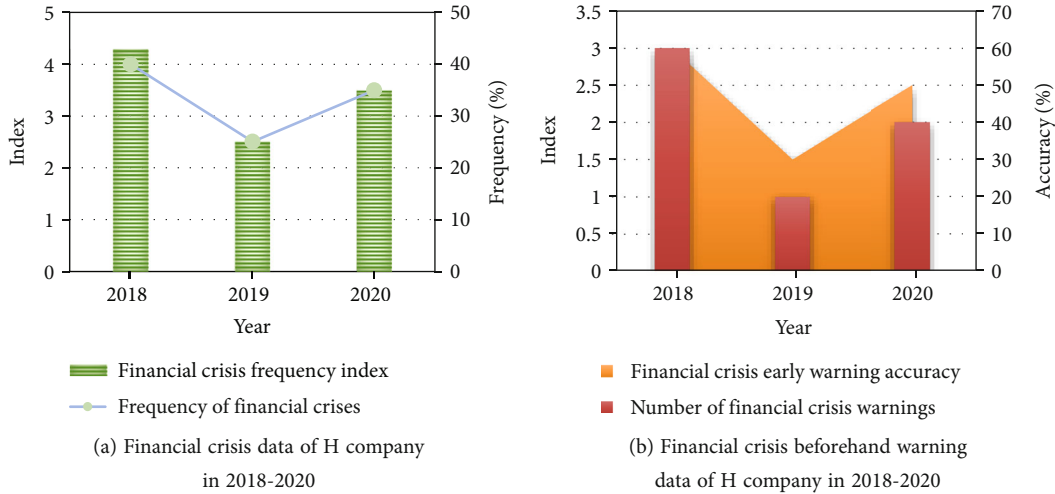 5
4
3
2
1
0
Index
50
40
30
20
10
0
Frequency (%)
2018
2019
2020
Year
Financial crisis frequency index
Frequency of financial crises
(a) Financial crisis data of H company
in 2018-2020
3.5
3
2.5
2
1.5
1
0.5
0
Index
70
60
50
40
30
20
10
0
Accuracy (%)
2018
2019
2020
Year
Financial crisis early warning accuracy
Number of financial crisis warnings
(b) Financial crisis beforehand warning
data of H company in 2018-2020